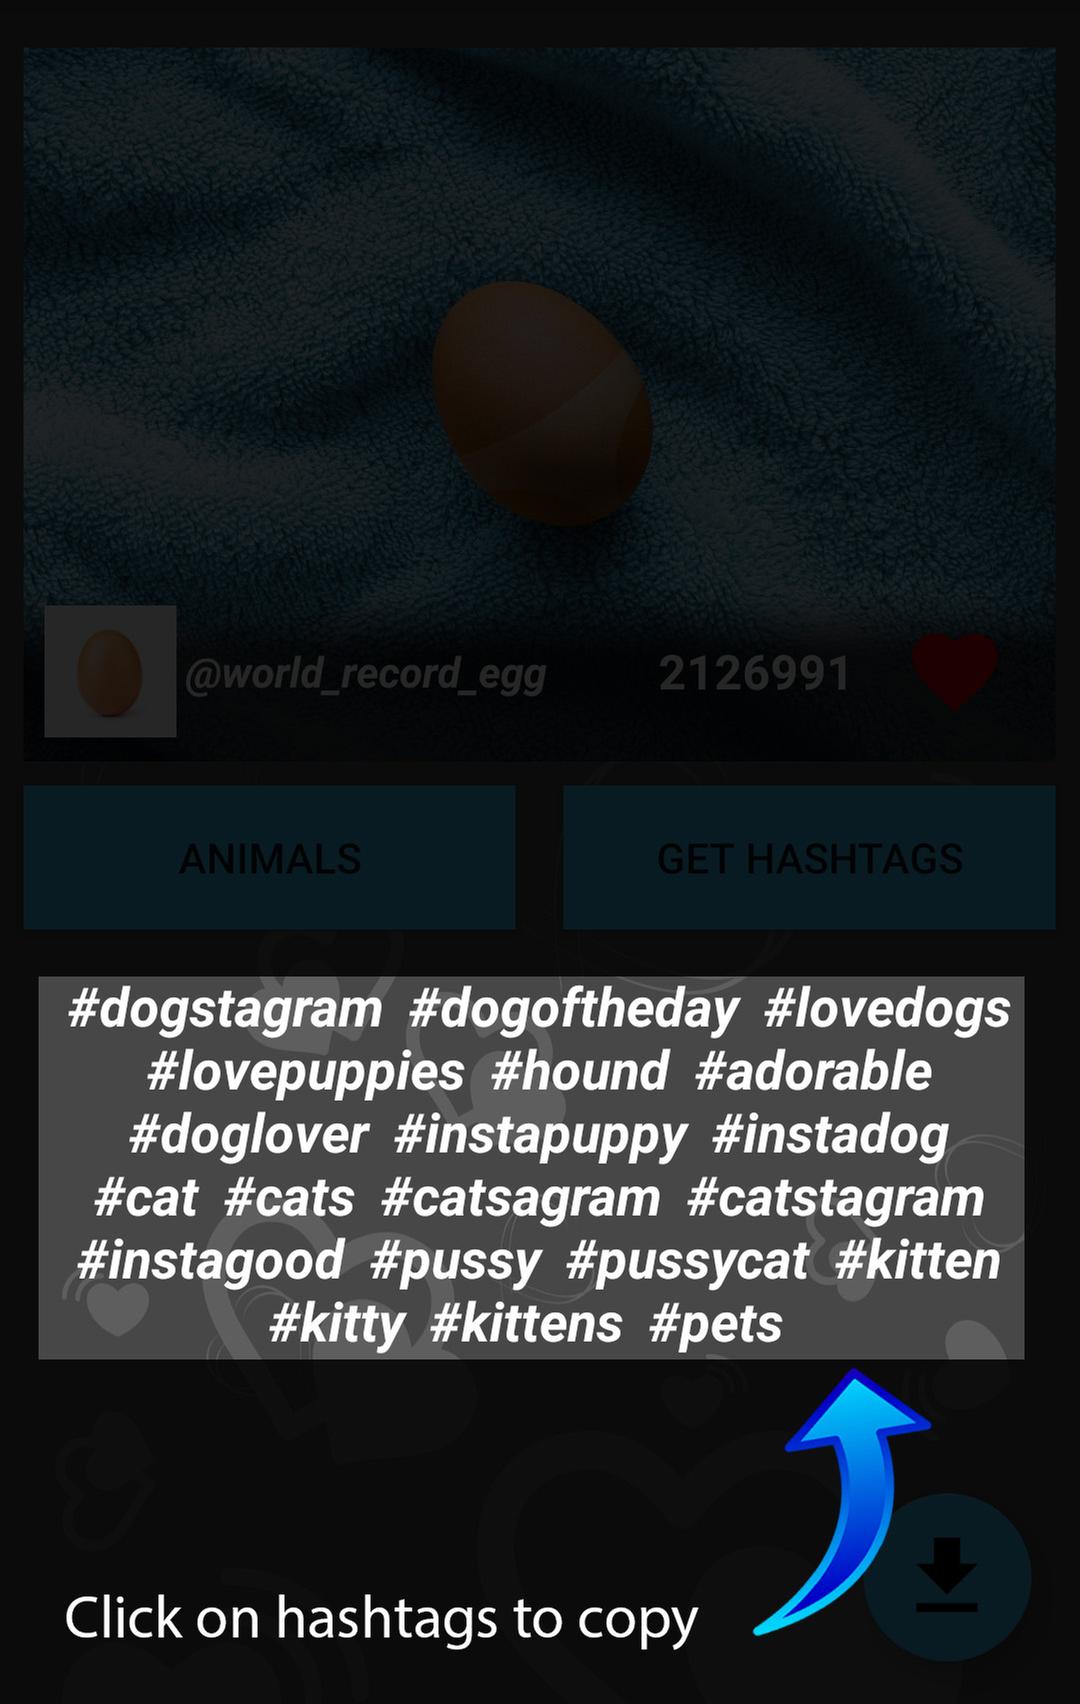 @world_record_egg 2126991
ANIMALS GET HASHTAGS
#dogstagram #dogoftheday #lovedogs
#lovepuppies #hound #adorable
#doglover #instapuppy #instadog
#cat #cats #catsagram #catstagram
#instagood #pussy #pussycat #kitten
#kitty #kittens #pets
Click on hashtags to copy